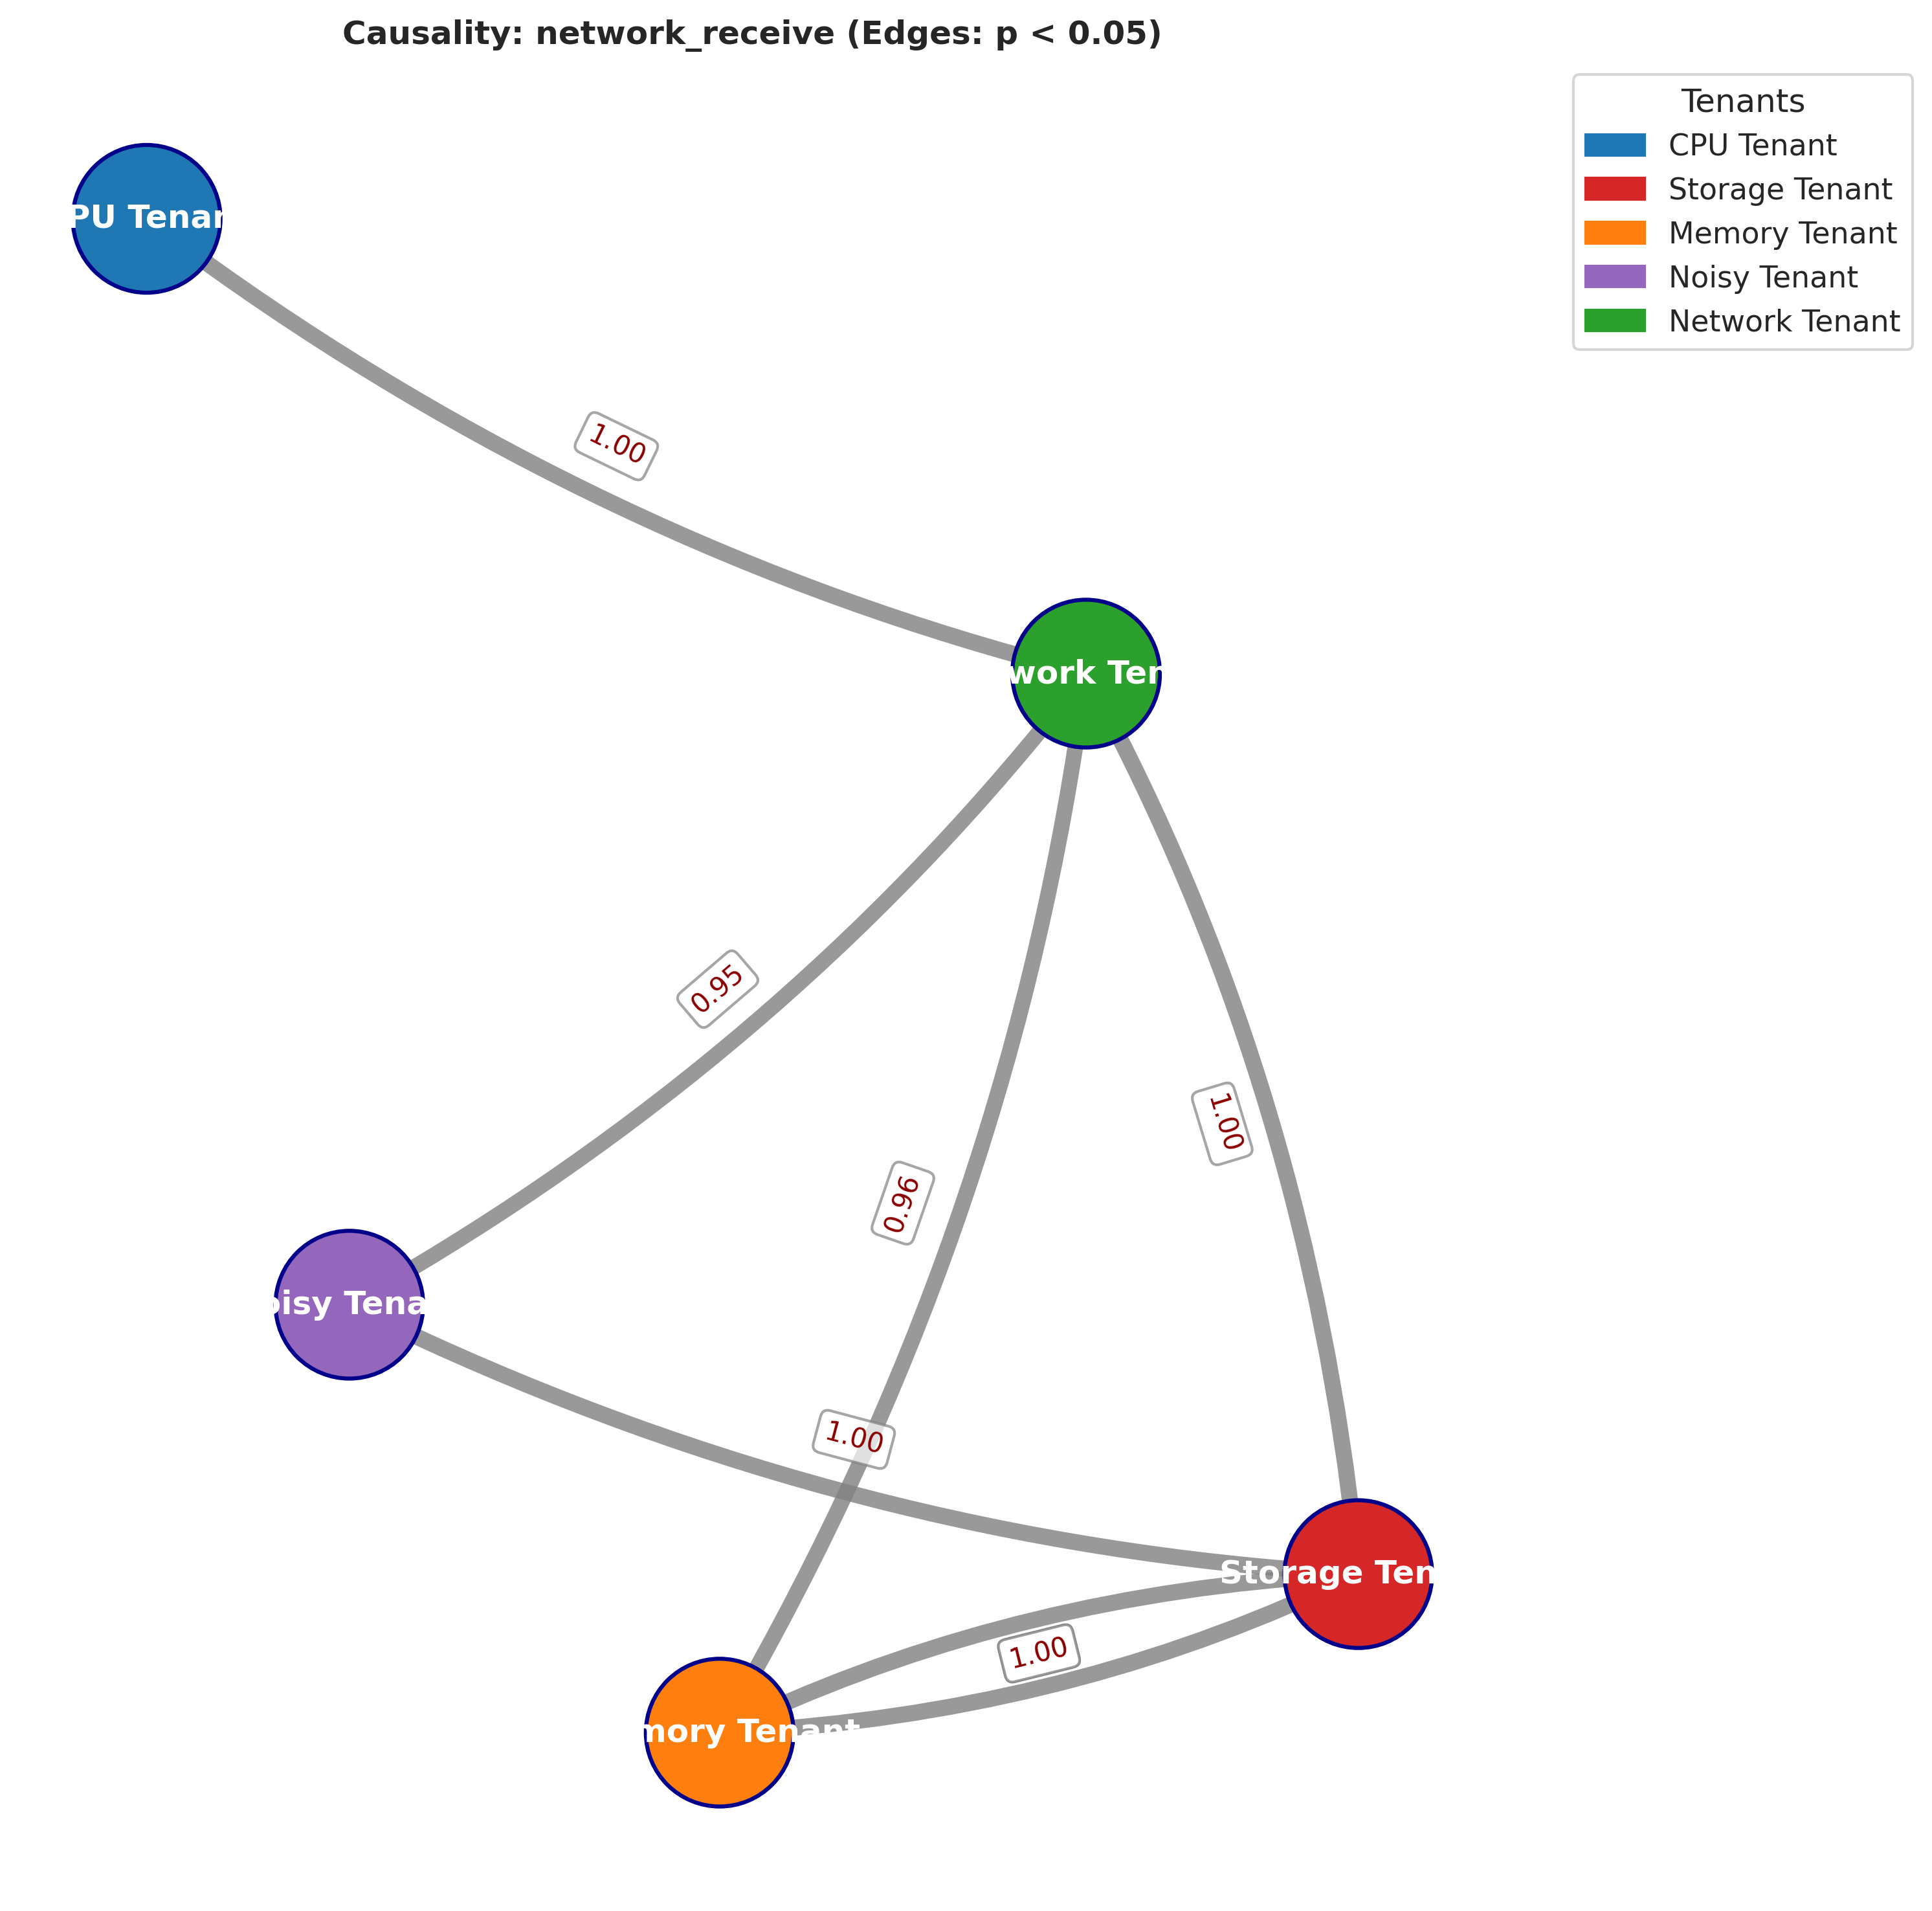 Causality: network_receive (Edges: p < 0.05)
Tenants
CPU Tenant
Storage Tenant
Memory Tenant
Noisy Tenant
Network Tenant
PU Tenan
1.00
work Ten
0.95
1.00
0.96
oisy Tena
1.00
Storage Ten
1.00
mory Tenant